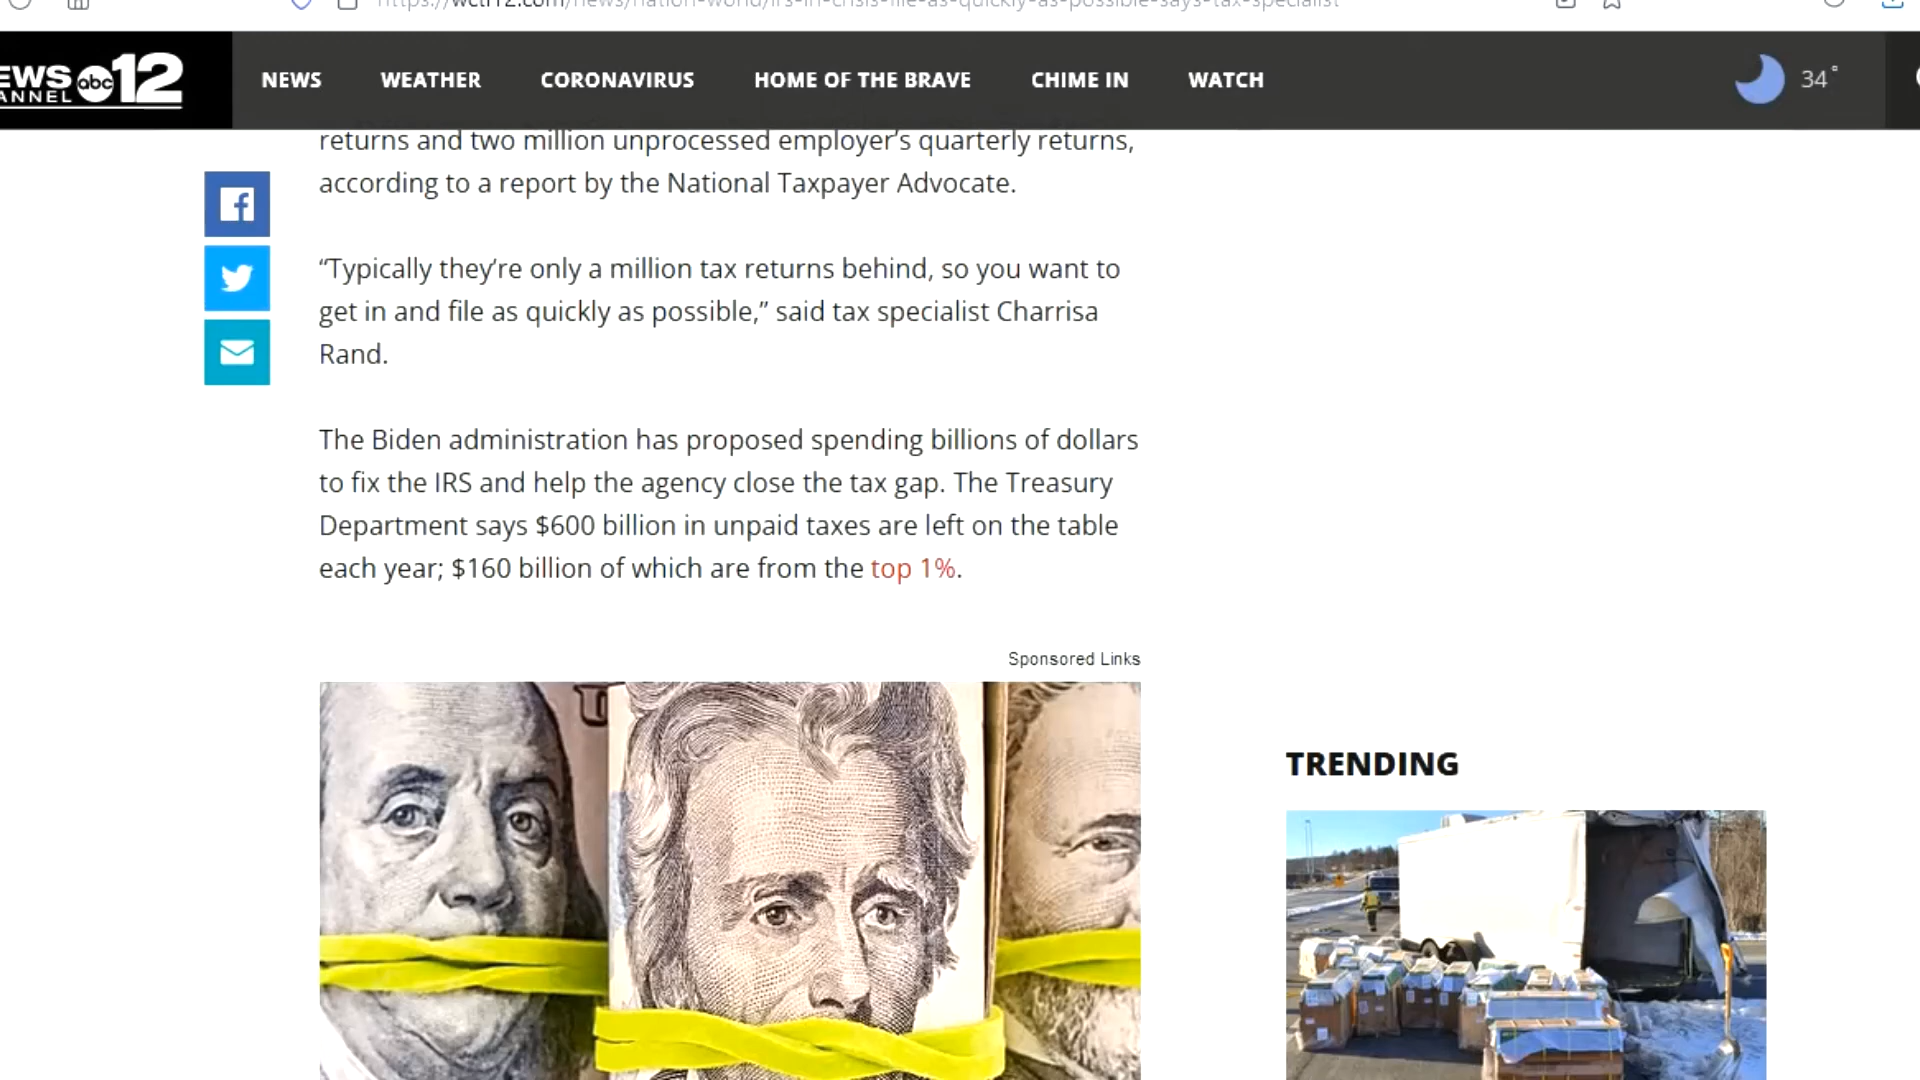 https://wcti12.com/news/nation-world/irs-in-crisis-file-as-quickly-as-possible-says-tax-specialist
abc 12
NEWS WEATHER CORONAVIRUS HOME OF THE BRAVE CHIME IN WATCH
34°
returns and two million unprocessed employer's quarterly returns,
according to a report by the National Taxpayer Advocate.
“Typically they’re only a million tax returns behind, so you want to
get in and file as quickly as possible,” said tax specialist Charrisa
Rand.
The Biden administration has proposed spending billions of dollars
to fix the IRS and help the agency close the tax gap. The Treasury
Department says $600 billion in unpaid taxes are left on the table
each year; $160 billion of which are from the top 1%.
Sponsored Links
TRENDING